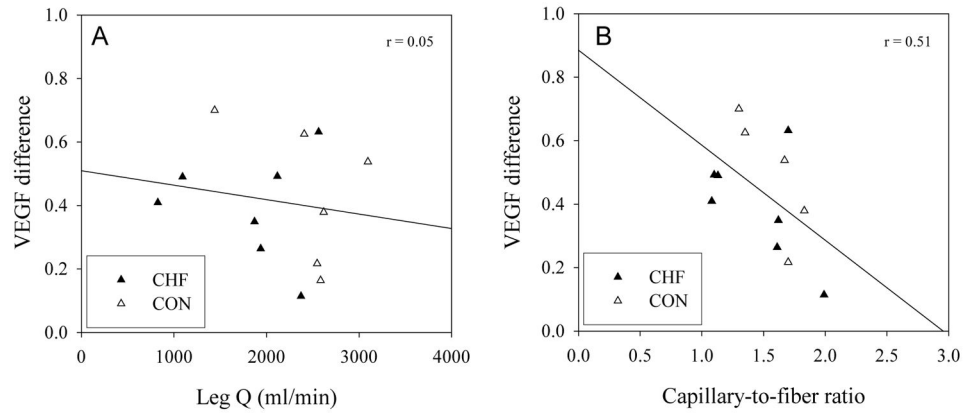 A
r = 0.05
1.0
0.8
0.6
0.4
0.2
0.0
VEGF difference
CHF
CON
0 1000 2000 3000 4000
Leg Q (ml/min)
B
r = 0.51
1.0
0.8
0.6
0.4
0.2
0.0
VEGF difference
CHF
CON
0.0 0.5 1.0 1.5 2.0 2.5 3.0
Capillary-to-fiber ratio